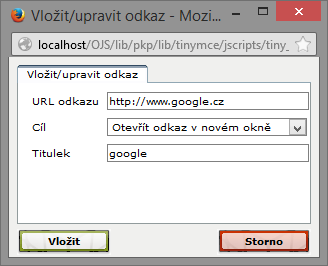 Vložit/upravit odkaz - Mozi...
localhost/OJS/lib/pkp/lib/tinymce/jscripts/tiny_
Vložit/upravit odkaz
URL odkazu http://www.google.cz
Cíl Otevřít odkaz v novém okně
Titulek google
Vložit Storno